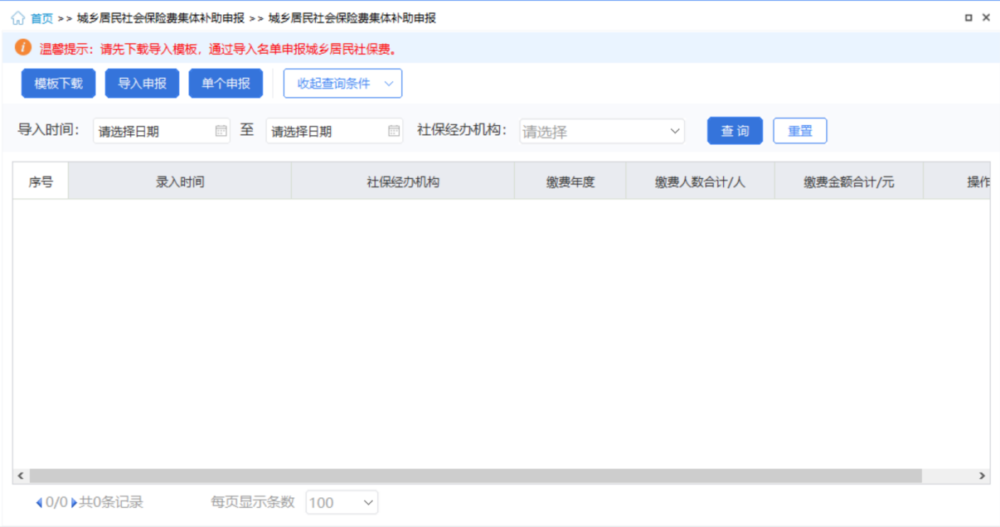 首页 >> 城乡居民社会保险费集体补助申报 >> 城乡居民社会保险费集体补助申报
温馨提示：请先下载导入模板，通过导入名单申报城乡居民社保费。
模板下载 导入申报 单个申报 收起查询条件
导入时间： 请选择日期 至 请选择日期 社保经办机构： 请选择 查询 重置
序号 录入时间 社保经办机构 缴费年度 缴费人数合计/人 缴费金额合计/元 操作
0/0 共0条记录 每页显示条数 100